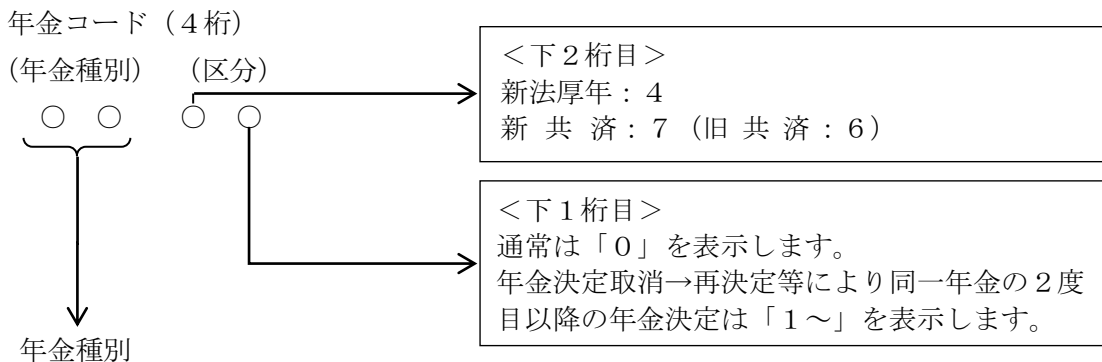 年金コード（４桁）
（年金種別）　（区分）
○　○　○　○
＜下２桁目＞
新法厚年：４
新 共 済：７（旧 共 済：６）
＜下１桁目＞
通常は「０」を表示します。
年金決定取消→再決定等により同一年金の２度
目以降の年金決定は「１～」を表示します。
年金種別